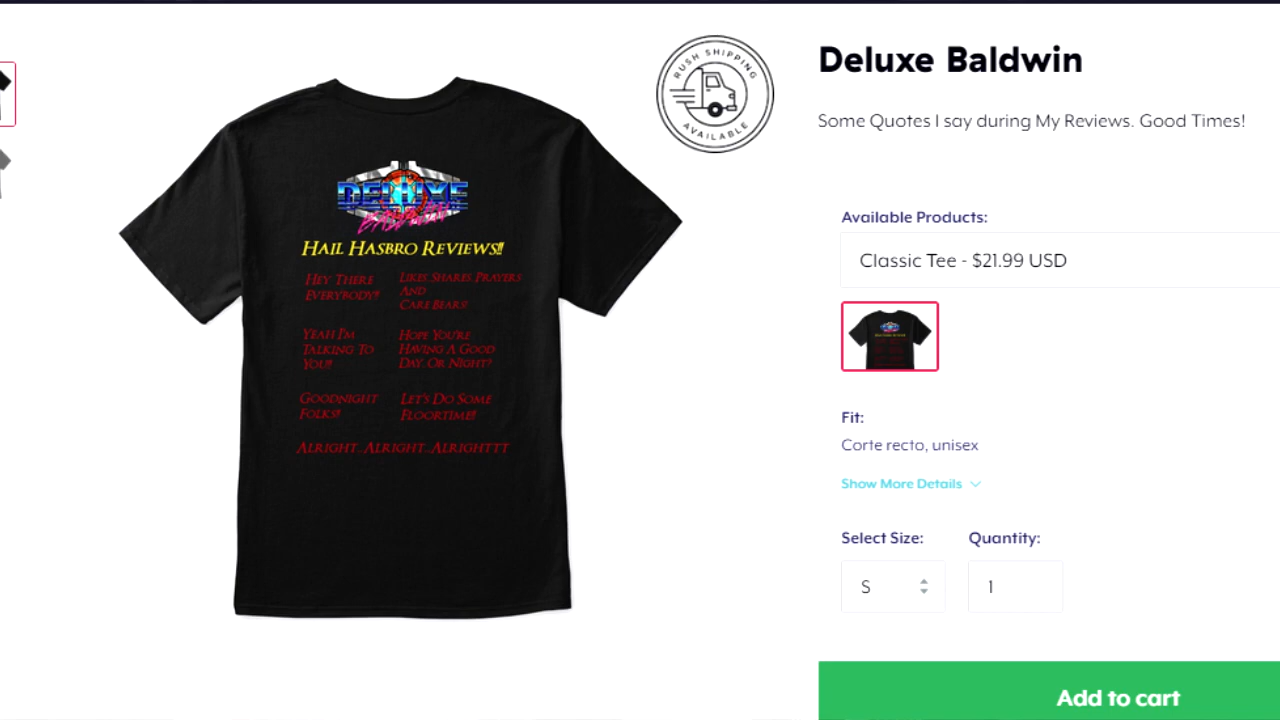 RUSH SHIPPING
AVAILABLE
Deluxe Baldwin
Some Quotes I say during My Reviews. Good Times!
DELUXE
BALDWIN
HAIL HASBRO REVIEWS!!
HEY THERE
EVERYBODY!!
LIKES, SHARES, PRAYERS
AND
CARE BEARS!
YEAH I'M
TALKING TO
YOU!!
HOPE YOU'RE
HAVING A GOOD
DAY, OR NIGHT?
GOODNIGHT
FOLKS!!
LET'S DO SOME
FLOORTIME!!
ALRIGHT...ALRIGHT...ALRIGHTTT
Available Products:
Classic Tee - $21.99 USD
Fit:
Corte recto, unisex
Show More Details
Select Size:
Quantity:
S
1
Add to cart